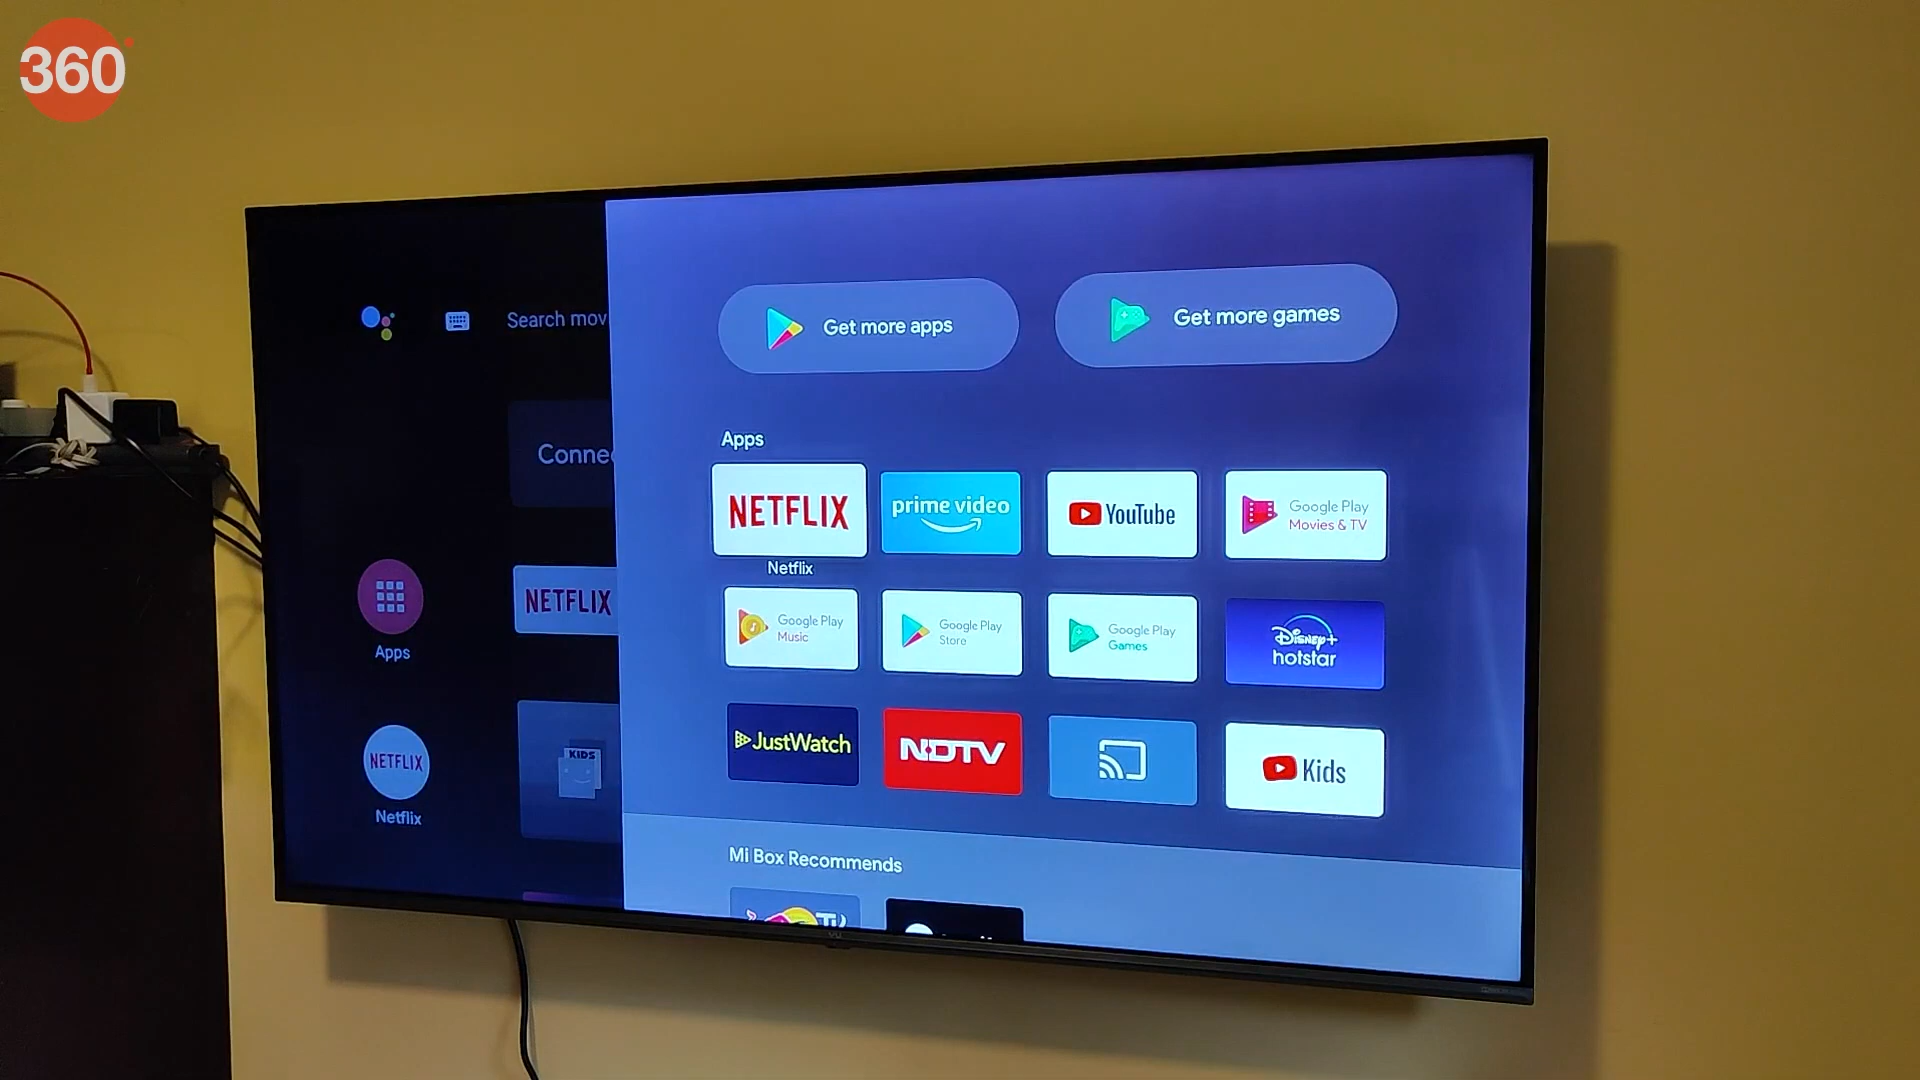 360
Search mov
Get more apps
Get more games
Conne
Apps
NETFLIX
prime video
YouTube
Google Play
Movies & TV
Netflix
NETFLIX
Google Play
Music
Google Play
Store
Google Play
Games
Disney+
hotstar
Apps
JustWatch
NDTV
Kids
KIDS
NETFLIX
Netflix
Mi Box Recommends
VU